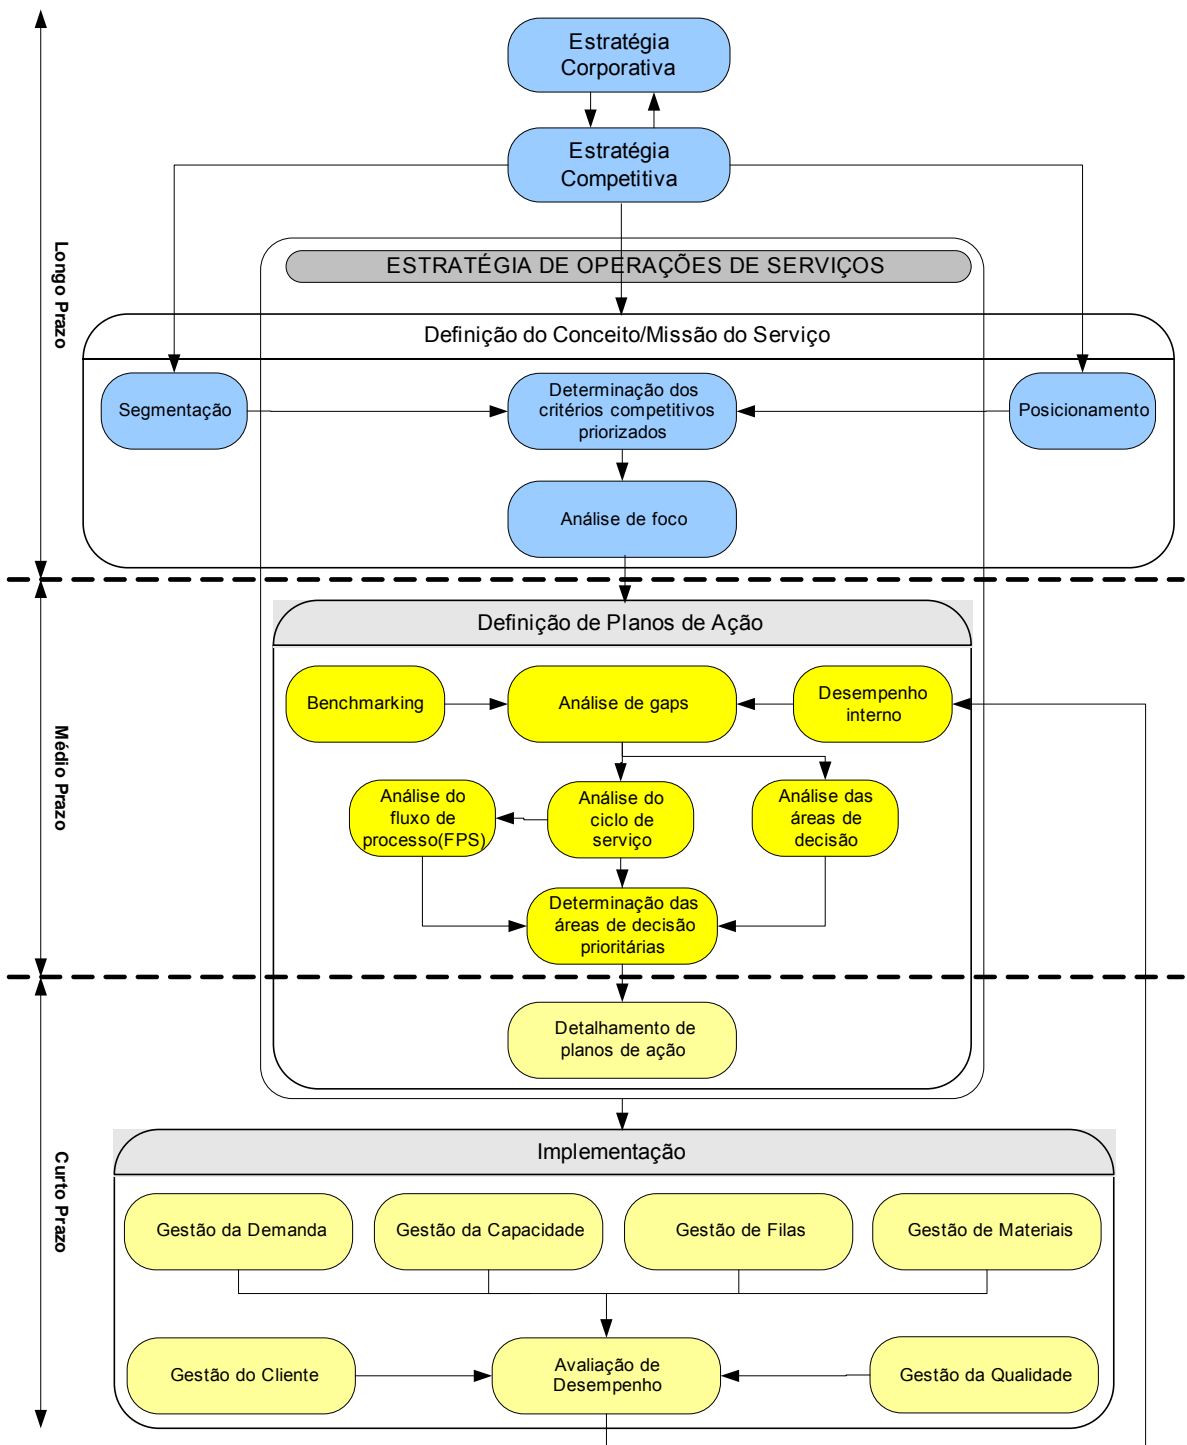 Estratégia
Corporativa
Estratégia
Competitiva
Longo Prazo
ESTRATÉGIA DE OPERAÇÕES DE SERVIÇOS
Definição do Conceito/Missão do Serviço
Segmentação
Determinação dos
critérios competitivos
priorizados
Posicionamento
Análise de foco
Médio Prazo
Definição de Planos de Ação
Benchmarking
Análise de gaps
Desempenho
interno
Análise do
fluxo de
processo(FPS)
Análise do
ciclo de
serviço
Análise das
áreas de
decisão
Determinação das
áreas de decisão
prioritárias
Detalhamento de
planos de ação
Curto Prazo
Implementação
Gestão da Demanda
Gestão da Capacidade
Gestão de Filas
Gestão de Materiais
Gestão do Cliente
Avaliação de
Desempenho
Gestão da Qualidade